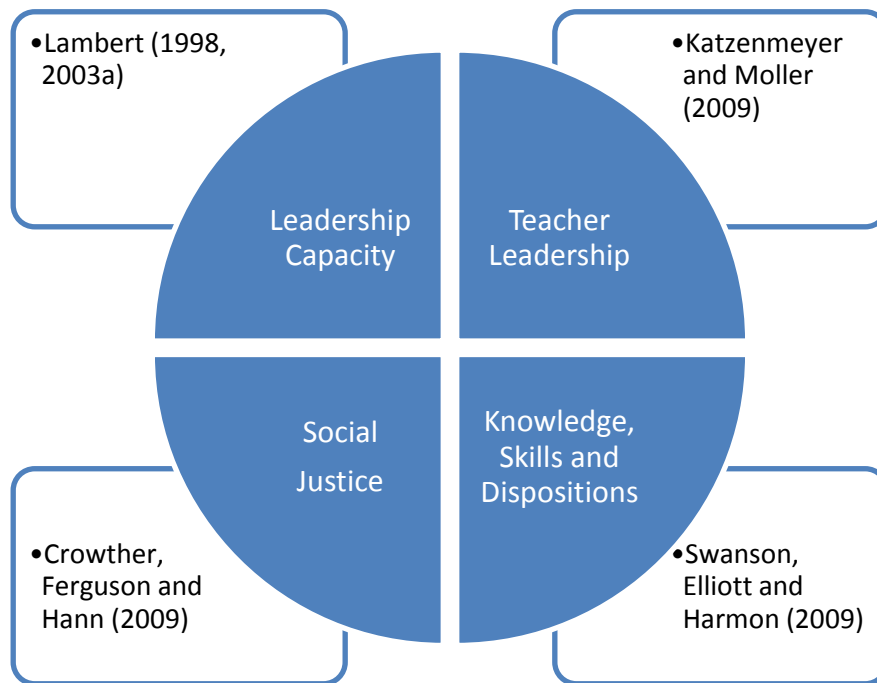 •Lambert (1998,
2003a)
•Katzenmeyer
and Moller
(2009)
Leadership
Capacity
Teacher
Leadership
Social
Justice
Knowledge,
Skills and
Dispositions
•Crowther,
Ferguson and
Hann (2009)
•Swanson,
Elliott and
Harmon (2009)